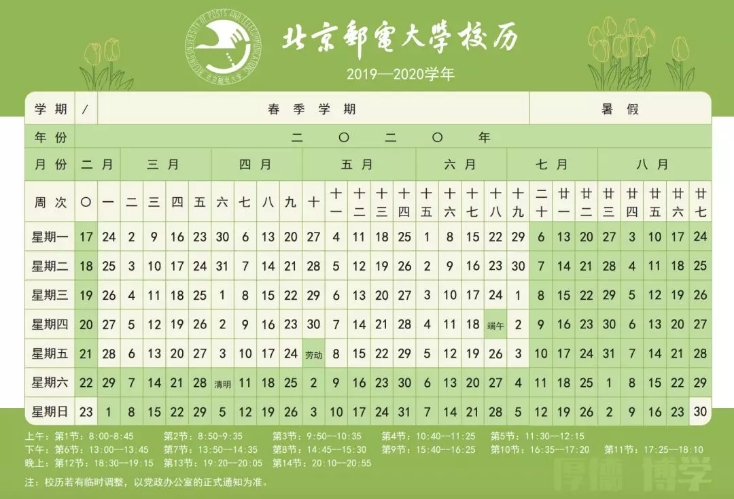 北京郵電大學校历
2019—2020学年
学期 / 春季学期 暑假
年份 二〇二〇年
月份 二月 三月 四月 五月 六月 七月 八月
周次 〇 一 二 三 四 五 六 七 八 九 十 十一 十二 十三 十四 十五 十六 十七 十八 十九 二十 廿一 廿二 廿三 廿四 廿五 廿六 廿七
星期一 17 24 2 9 16 23 30 6 13 20 27 4 11 18 25 1 8 15 22 29 6 13 20 27 3 10 17 24
星期二 18 25 3 10 17 24 31 7 14 21 28 5 12 19 26 2 9 16 23 30 7 14 21 28 4 11 18 25
星期三 19 26 4 11 18 25 1 8 15 22 29 6 13 20 27 3 10 17 24 1 8 15 22 29 5 12 19 26
星期四 20 27 5 12 19 26 2 9 16 23 30 7 14 21 28 4 11 18 端午 2 9 16 23 30 6 13 20 27
星期五 21 28 6 13 20 27 3 10 17 24 劳动 8 15 22 29 5 12 19 26 3 10 17 24 31 7 14 21 28
星期六 22 29 7 14 21 28 清明 11 18 25 2 9 16 23 30 6 13 20 27 4 11 18 25 1 8 15 22 29
星期日 23 1 8 15 22 29 5 12 19 26 3 10 17 24 31 7 14 21 28 5 12 19 26 2 9 16 23 30
上午：第1节：8:00-8:45 第2节：8:50-9:35 第3节：9:50—10:35 第4节：10:40—11:25 第5节：11:30—12:15
下午：第6节：13:00—13:45 第7节：13:50—14:35 第8节：14:45—15:30 第9节：15:40—16:25 第10节：16:35—17:20 第11节：17:25—18:10
晚上：第12节：18:30—19:15 第13节：19:20—20:05 第14节：20:10—20:55
注：校历若有临时调整，以党政办公室的正式通知为准。
厚德 博学